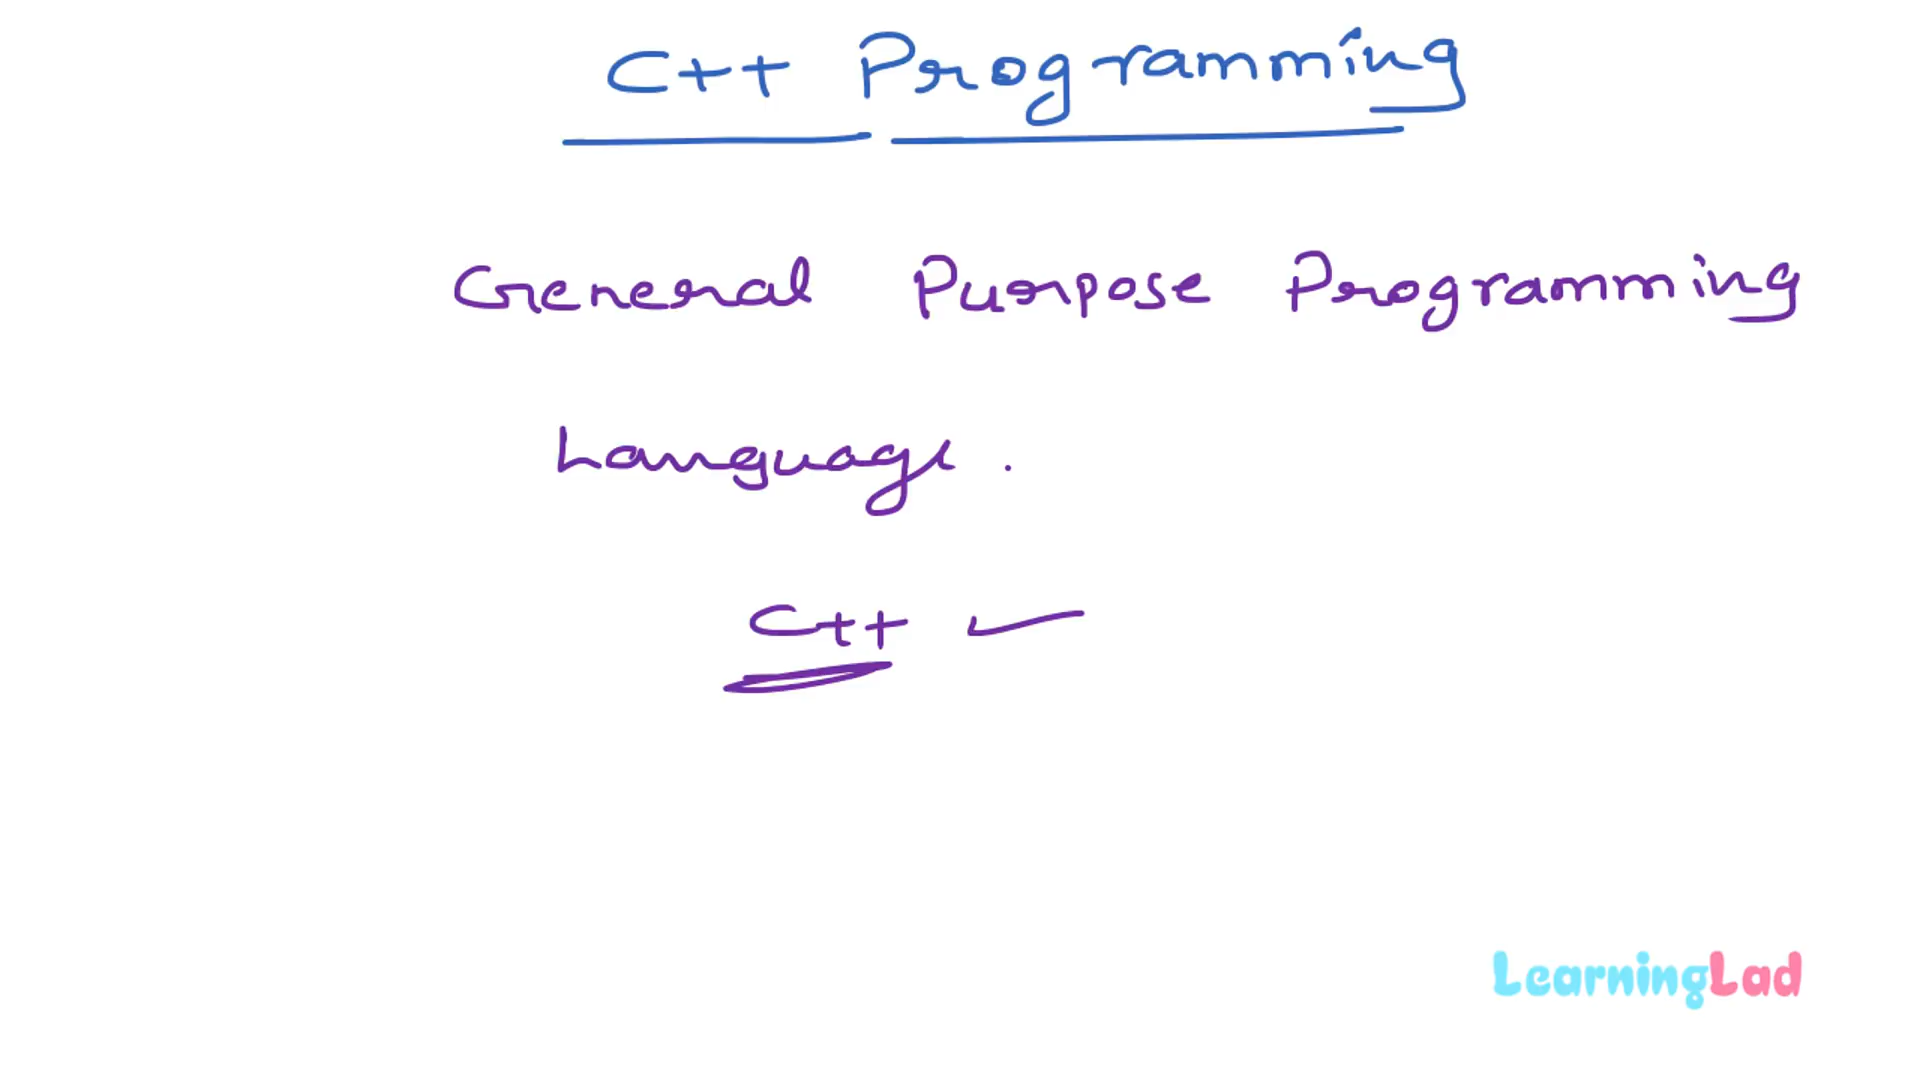 C++ Programming
General Purpose Programming
Language .
C++
LearningLad